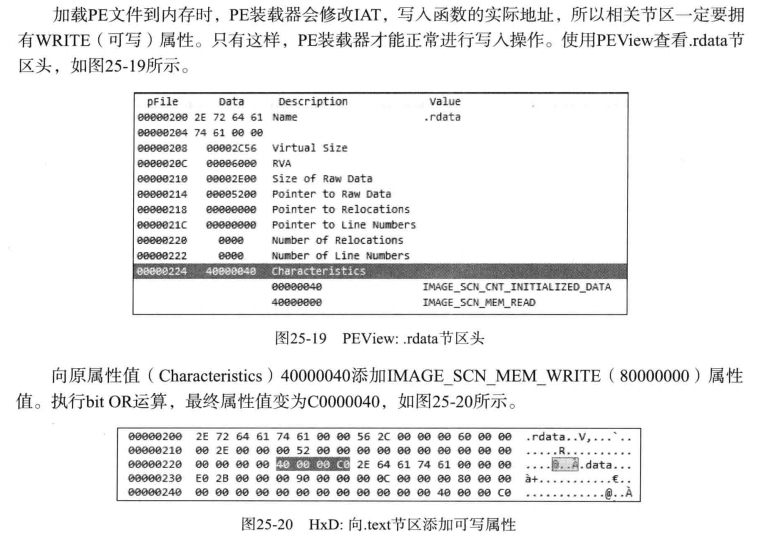 加载PE文件到内存时，PE装载器会修改IAT，写入函数的实际地址，所以相关节区一定要拥
有WRITE（可写）属性。只有这样，PE装载器才能正常进行写入操作。使用PEView查看.rdata节
区头，如图25-19所示。
pFile Data Description Value
00000200 2E 72 64 61 Name .rdata
00000204 74 61 00 00
00000208 00002C56 Virtual Size
0000020C 00006000 RVA
00000210 00002E00 Size of Raw Data
00000214 00005200 Pointer to Raw Data
00000218 00000000 Pointer to Relocations
0000021C 00000000 Pointer to Line Numbers
00000220 0000 Number of Relocations
00000222 0000 Number of Line Numbers
00000224 40000040 Characteristics
00000040 IMAGE_SCN_CNT_INITIALIZED_DATA
40000000 IMAGE_SCN_MEM_READ
图25-19 PEView: .rdata节区头
向原属性值（Characteristics）40000040添加IMAGE_SCN_MEM_WRITE（80000000）属性
值。执行bit OR运算，最终属性值变为C0000040，如图25-20所示。
00000200 2E 72 64 61 74 61 00 00 56 2C 00 00 00 60 00 00 .rdata..V,...`..
00000210 00 2E 00 00 00 52 00 00 00 00 00 00 00 00 00 00 .....R..........
00000220 00 00 00 00 40 00 00 C0 2E 64 61 74 61 00 00 00 ....@..À.data...
00000230 E0 2B 00 00 00 90 00 00 00 0C 00 00 00 80 00 00 à+...........€..
00000240 00 00 00 00 00 00 00 00 00 00 00 00 40 00 00 C0 ............@..À
图25-20 HxD: 向.text节区添加可写属性